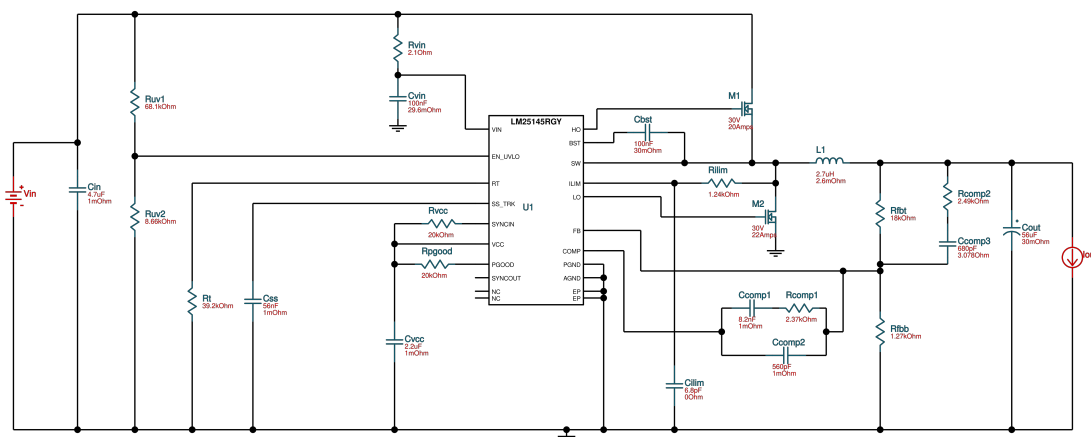 Vin
Cin
4.7uF
1mOhm
Ruv1
68.1kOhm
Ruv2
8.66kOhm
Rt
39.2kOhm
Css
56nF
1mOhm
Rvin
2.1Ohm
Cvin
100nF
29.6mOhm
Rvcc
20kOhm
Rpgood
20kOhm
Cvcc
2.2uF
1mOhm
LM25145RGY
U1
VIN
EN_UVLO
RT
SS_TRK
SYNCIN
VCC
PGOOD
SYNCOUT
NC
NC
HO
BST
SW
ILIM
LO
FB
COMP
PGND
AGND
EP
EP
Cbst
100nF
30mOhm
M1
30V
20Amps
Rilim
1.24kOhm
M2
30V
22Amps
L1
2.7uH
2.6mOhm
Ccomp1
8.2nF
1mOhm
Rcomp1
2.37kOhm
Ccomp2
560pF
1mOhm
Cilim
6.8pF
0Ohm
Rfbt
18kOhm
Rfbb
1.27kOhm
Rcomp2
2.49kOhm
Ccomp3
680pF
3.078Ohm
Cout
56uF
30mOhm